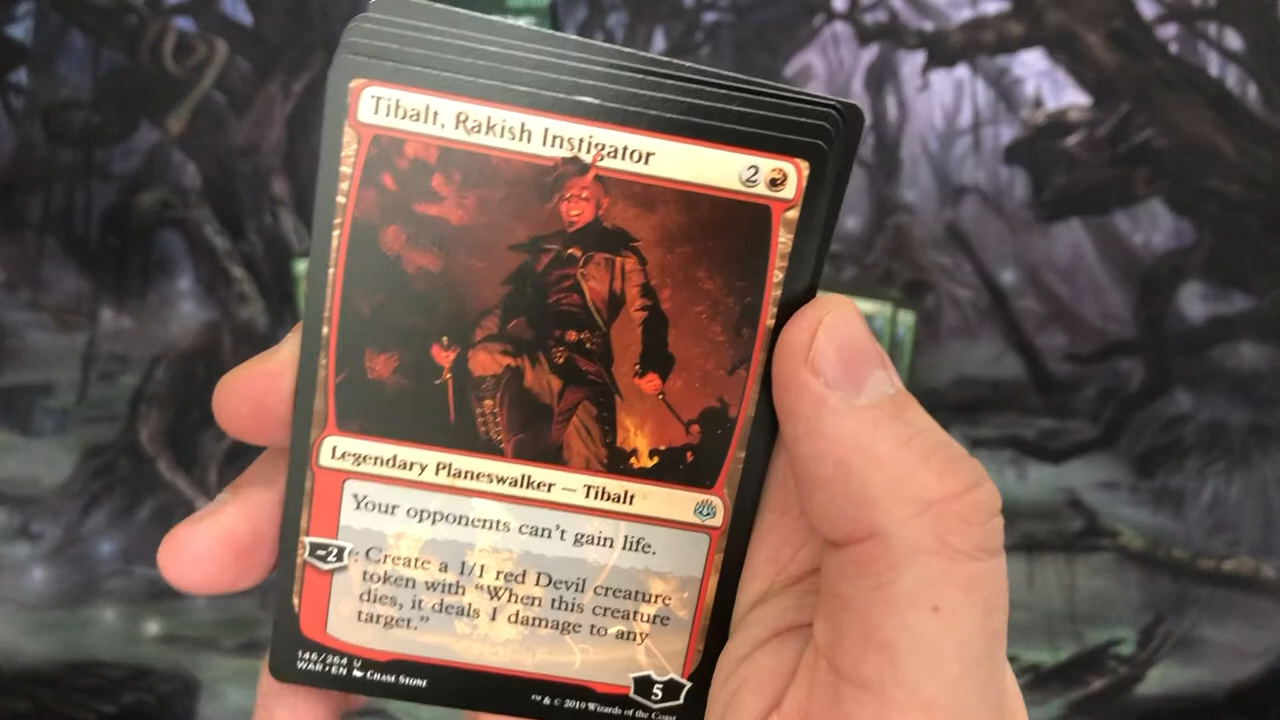 Tibalt, Rakish Instigator
2
Legendary Planeswalker — Tibalt
Your opponents can't gain life.
-2: Create a 1/1 red Devil creature
token with "When this creature
dies, it deals 1 damage to any
target."
146/264 U
WAR • EN Chase Stone
5
™ & © 2019 Wizards of the Coast